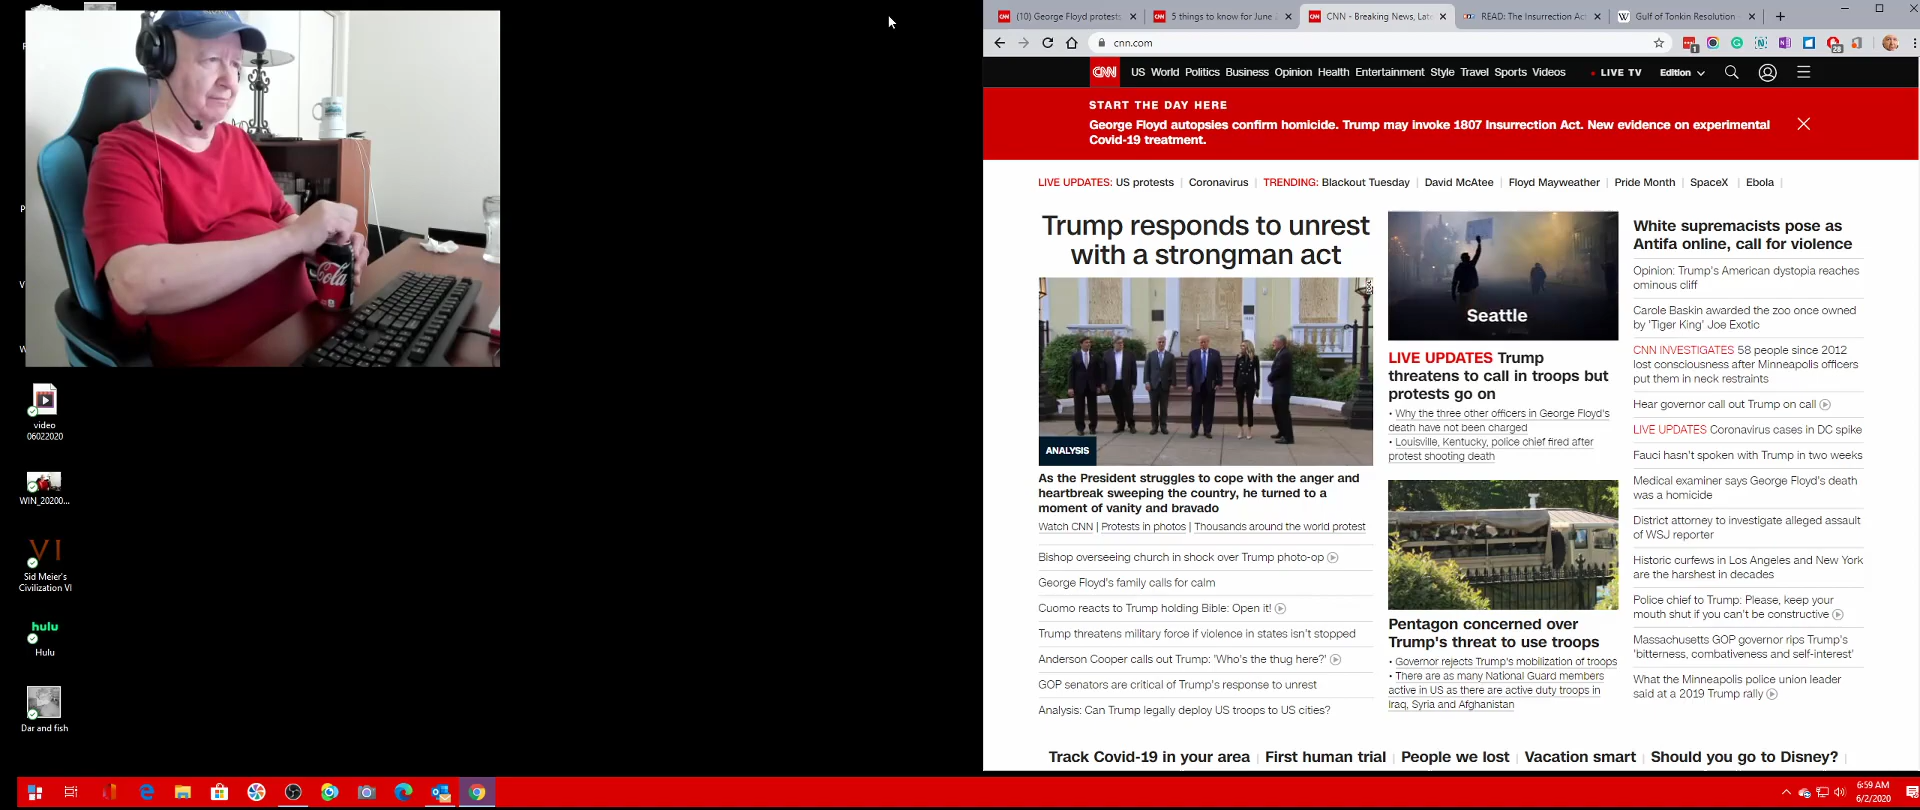 (10) George Floyd protests
5 things to know for June
CNN - Breaking News, Lat
READ: The Insurrection Ac
Gulf of Tonkin Resolution
cnn.com
CNN US World Politics Business Opinion Health Entertainment Style Travel Sports Videos LIVE TV Edition
START THE DAY HERE
George Floyd autopsies confirm homicide. Trump may invoke 1807 Insurrection Act. New evidence on experimental
Covid-19 treatment.
LIVE UPDATES: US protests | Coronavirus | TRENDING: Blackout Tuesday | David McAtee | Floyd Mayweather | Pride Month | SpaceX | Ebola |
Trump responds to unrest
with a strongman act
ANALYSIS
As the President struggles to cope with the anger and
heartbreak sweeping the country, he turned to a
moment of vanity and bravado
Watch CNN | Protests in photos | Thousands around the world protest
Bishop overseeing church in shock over Trump photo-op
George Floyd's family calls for calm
Cuomo reacts to Trump holding Bible: Open it!
Trump threatens military force if violence in states isn't stopped
Anderson Cooper calls out Trump: 'Who's the thug here?'
GOP senators are critical of Trump's response to unrest
Analysis: Can Trump legally deploy US troops to US cities?
Seattle
LIVE UPDATES Trump
threatens to call in troops but
protests go on
• Why the three other officers in George Floyd's
death have not been charged
• Louisville, Kentucky, police chief fired after
protest shooting death
Pentagon concerned over
Trump's threat to use troops
• Governor rejects Trump's mobilization of troops
• There are as many National Guard members
active in US as there are active duty troops in
Iraq, Syria and Afghanistan
White supremacists pose as
Antifa online, call for violence
Opinion: Trump's American dystopia reaches
ominous cliff
Carole Baskin awarded the zoo once owned
by 'Tiger King' Joe Exotic
CNN INVESTIGATES 58 people since 2012
lost consciousness after Minneapolis officers
put them in neck restraints
Hear governor call out Trump on call
LIVE UPDATES Coronavirus cases in DC spike
Fauci hasn't spoken with Trump in two weeks
Medical examiner says George Floyd's death
was a homicide
District attorney to investigate alleged assault
of WSJ reporter
Historic curfews in Los Angeles and New York
are the harshest in decades
Police chief to Trump: Please, keep your
mouth shut if you can't be constructive
Massachusetts GOP governor rips Trump's
'bitterness, combativeness and self-interest'
What the Minneapolis police union leader
said at a 2019 Trump rally
Track Covid-19 in your area | First human trial | People we lost | Vacation smart | Should you go to Disney? |
Cola
video
06022020
WIN_20200...
VI
Sid Meier's
Civilization VI
hulu
Hulu
Dar and fish
6:59 AM
6/2/2020